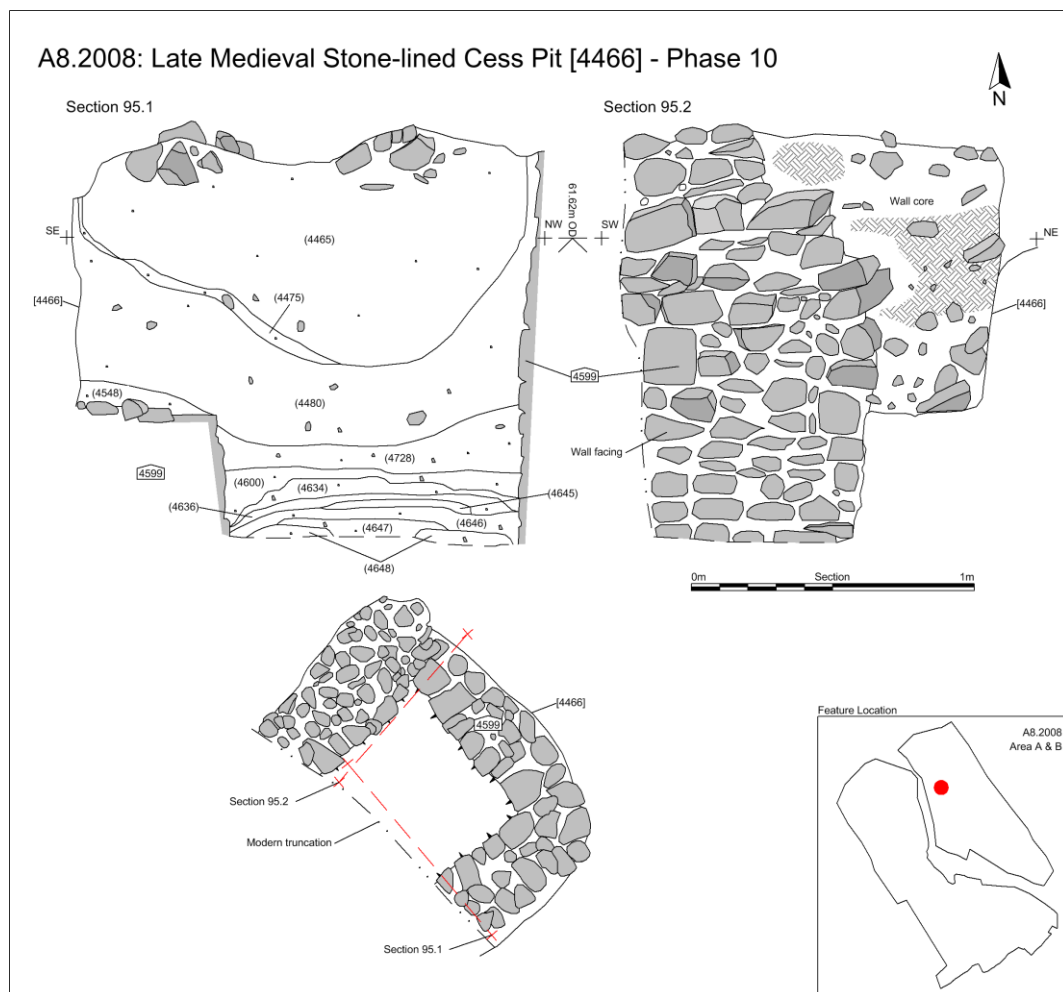 A8.2008: Late Medieval Stone-lined Cess Pit [4466] - Phase 10
N
Section 95.1
Section 95.2
SE
NW
61.62m OD
SW
NE
Wall core
(4465)
[4466]
(4475)
[4466]
4599
(4548)
(4480)
Wall facing
(4728)
4599
(4600)
(4634)
(4645)
(4636)
(4647)
(4646)
(4648)
0m
Section
1m
[4466]
4599
Section 95.2
Modern truncation
Section 95.1
Feature Location
A8.2008
Area A & B